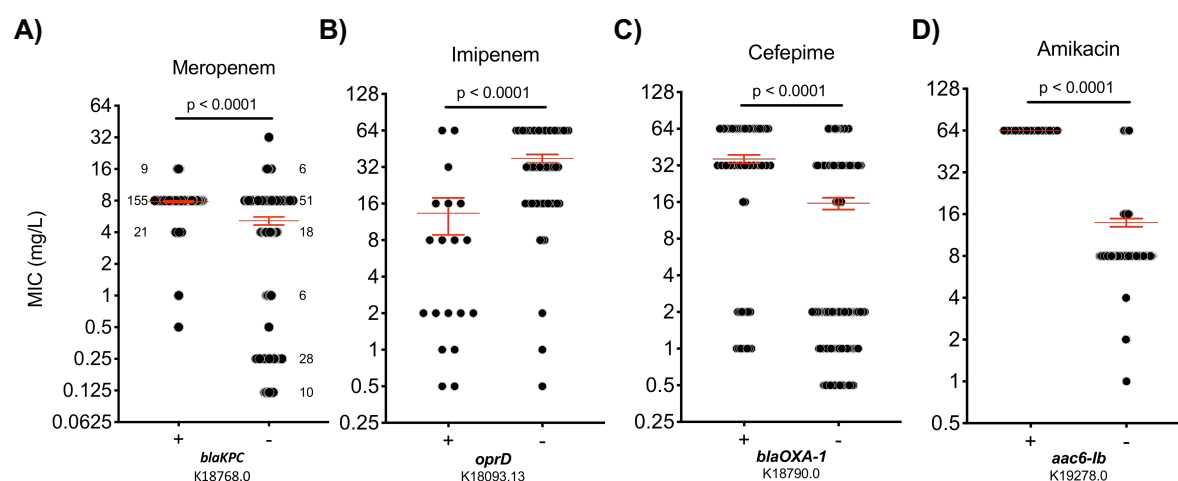 A)
Meropenem
p < 0.0001
MIC (mg/L)
64
32
16
8
4
2
1
0.5
0.25
0.125
0.0625
9
155
21
6
51
18
6
28
10
+ -
blaKPC
K18768.0
B)
Imipenem
p < 0.0001
128
64
32
16
8
4
2
1
0.5
0.25
+ -
oprD
K18093.13
C)
Cefepime
p < 0.0001
128
64
32
16
8
4
2
1
0.5
0.25
+ -
blaOXA-1
K18790.0
D)
Amikacin
p < 0.0001
128
64
32
16
8
4
2
1
0.5
+ -
aac6-Ib
K19278.0